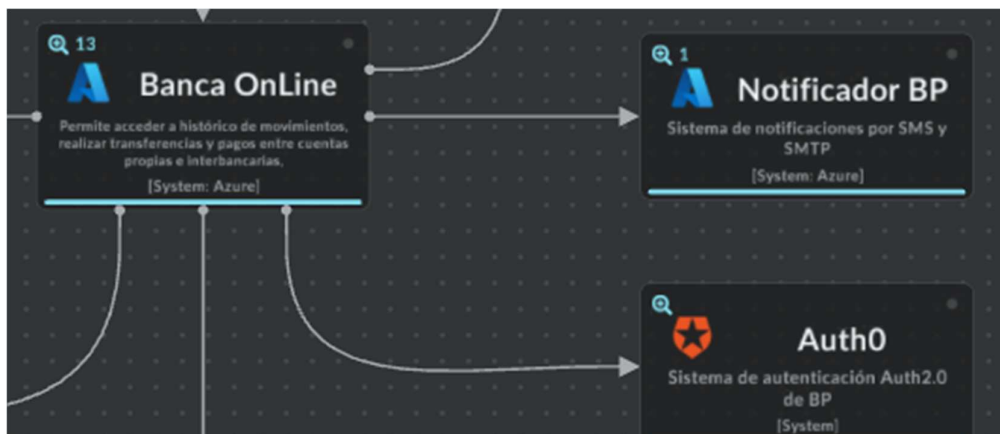 13
Banca OnLine
Permite acceder a histórico de movimientos,
realizar transferencias y pagos entre cuentas
propias e interbancarias,
[System: Azure]
1
Notificador BP
Sistema de notificaciones por SMS y
SMTP
[System: Azure]
Auth0
Sistema de autenticación Auth2.0
de BP
[System]